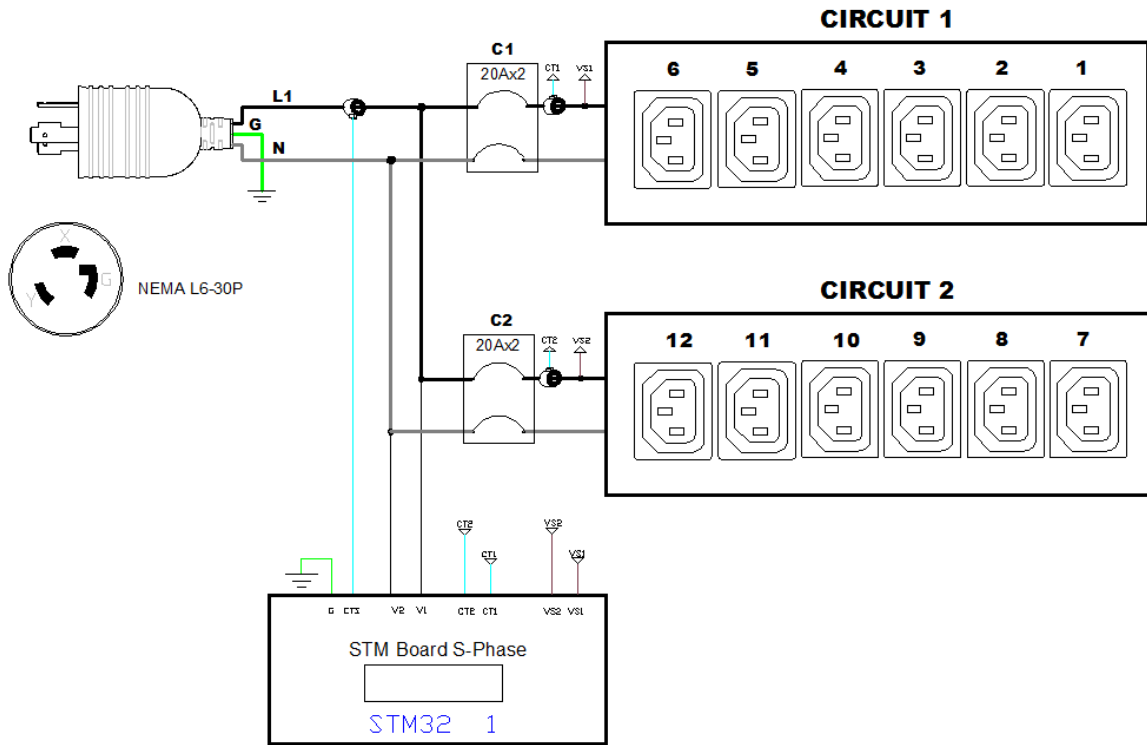 CIRCUIT 1
C1
20Ax2
CT1
VS1
6 5 4 3 2 1
L1
G
N
X
G
Y
NEMA L6-30P
CIRCUIT 2
C2
20Ax2
CT2
VS2
12 11 10 9 8 7
CT2
CT1
VS2
VS1
G CT3 V2 V1 CT2 CT1 VS2 VS1
STM Board S-Phase
STM32 1